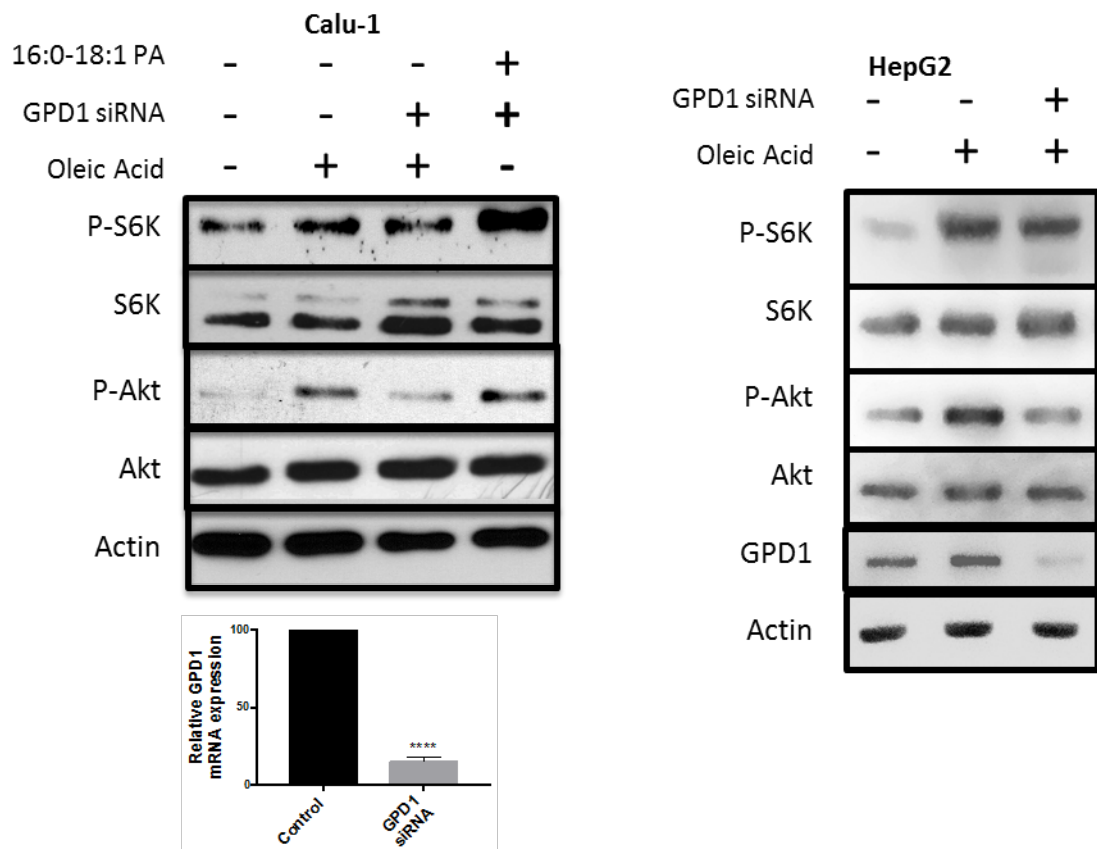 Calu-1
16:0-18:1 PA - - - +
GPD1 siRNA - - + +
Oleic Acid - + + -
P-S6K
S6K
P-Akt
Akt
Actin
100
50
0
Relative GPD1
mRNA expression
****
Control
GPD1
siRNA
HepG2
GPD1 siRNA - - +
Oleic Acid - + +
P-S6K
S6K
P-Akt
Akt
GPD1
Actin